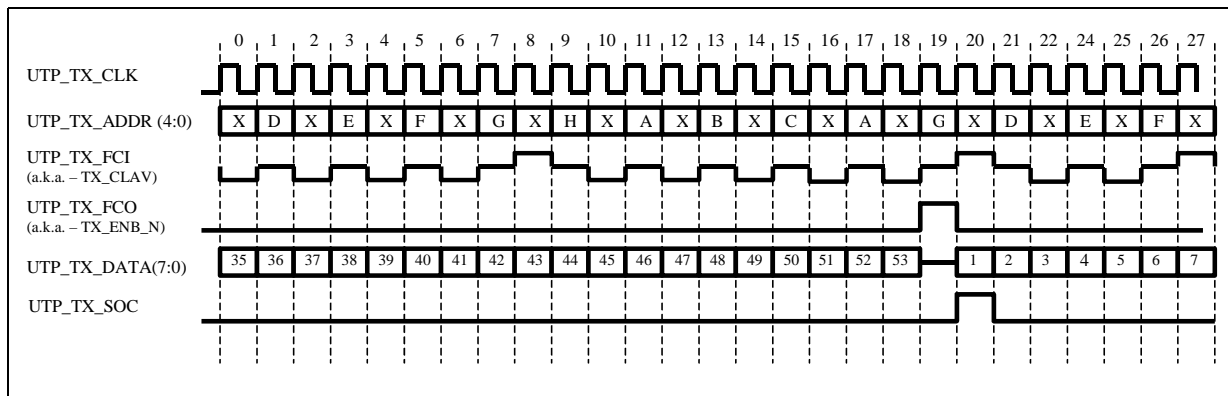 0 1 2 3 4 5 6 7 8 9 10 11 12 13 14 15 16 17 18 19 20 21 22 24 25 26 27
UTP_TX_CLK
UTP_TX_ADDR (4:0) X D X E X F X G X H X A X B X C X A X G X D X E X F X
UTP_TX_FCI
(a.k.a. – TX_CLAV)
UTP_TX_FCO
(a.k.a. – TX_ENB_N)
UTP_TX_DATA(7:0) 35 36 37 38 39 40 41 42 43 44 45 46 47 48 49 50 51 52 53 1 2 3 4 5 6 7
UTP_TX_SOC